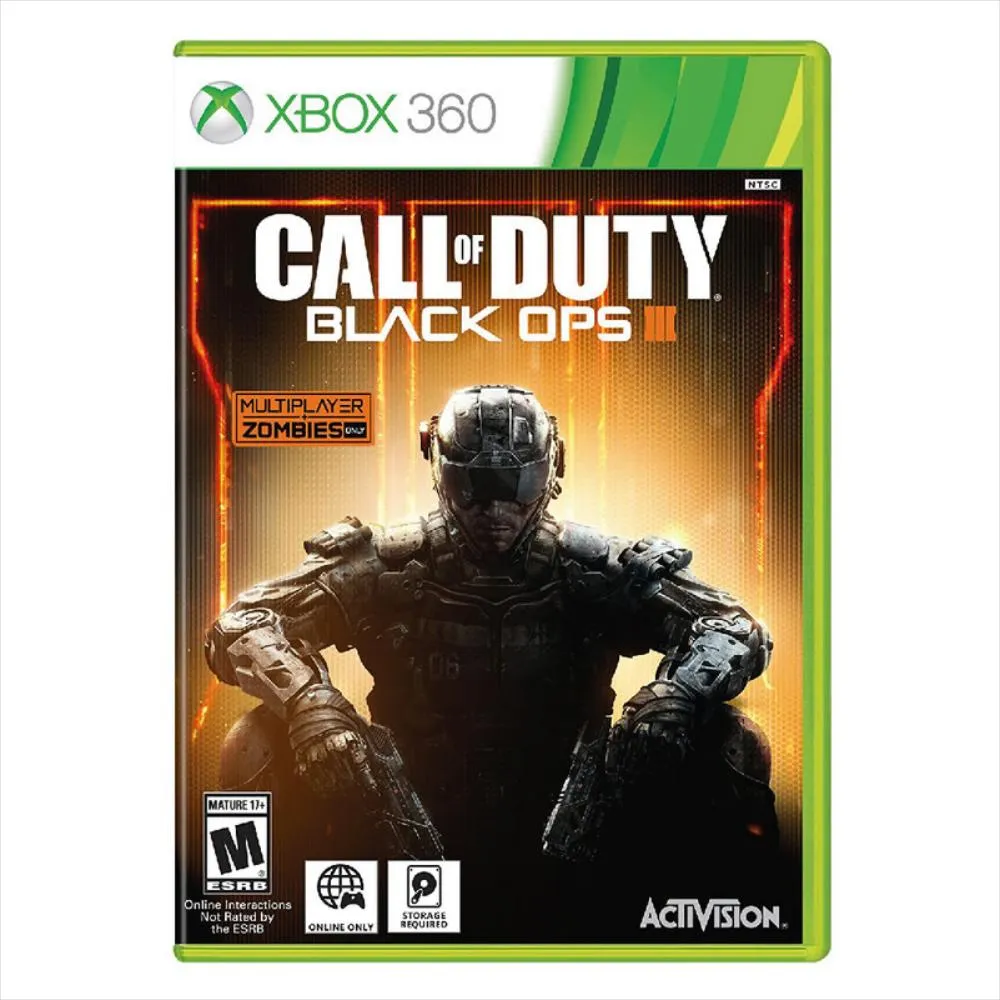 XBOX 360
NTSC
CALL OF DUTY
BLACK OPS III
MULTIPLAYER
+
ZOMBIES ONLY
06
MATURE 17+
M
®
ESRB
Online Interactions
Not Rated by
the ESRB
ONLINE ONLY
STORAGE
REQUIRED
ACTIVISION®